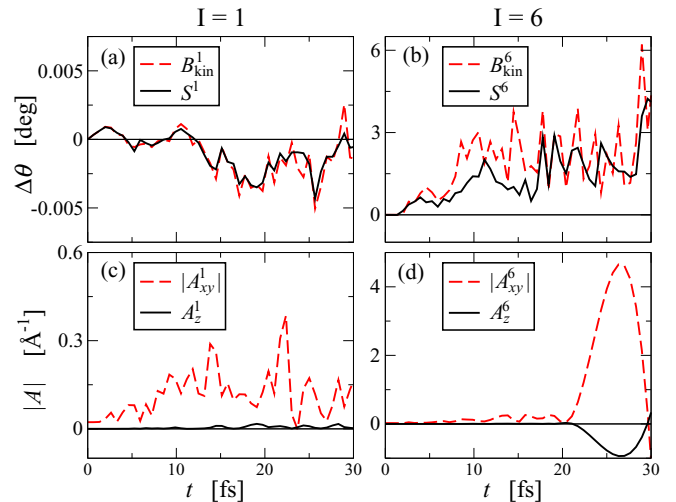 I = 1
I = 6
(a)
B¹kin
S¹
(b)
B⁶kin
S⁶
0.005
0
-0.005
Δθ [deg]
6
3
0
(c)
|A¹xy|
A¹z
(d)
|A⁶xy|
A⁶z
0.6
0.3
0
|A| [Å⁻¹]
4
2
0
0 10 20 30
0 10 20 30
t [fs]
t [fs]